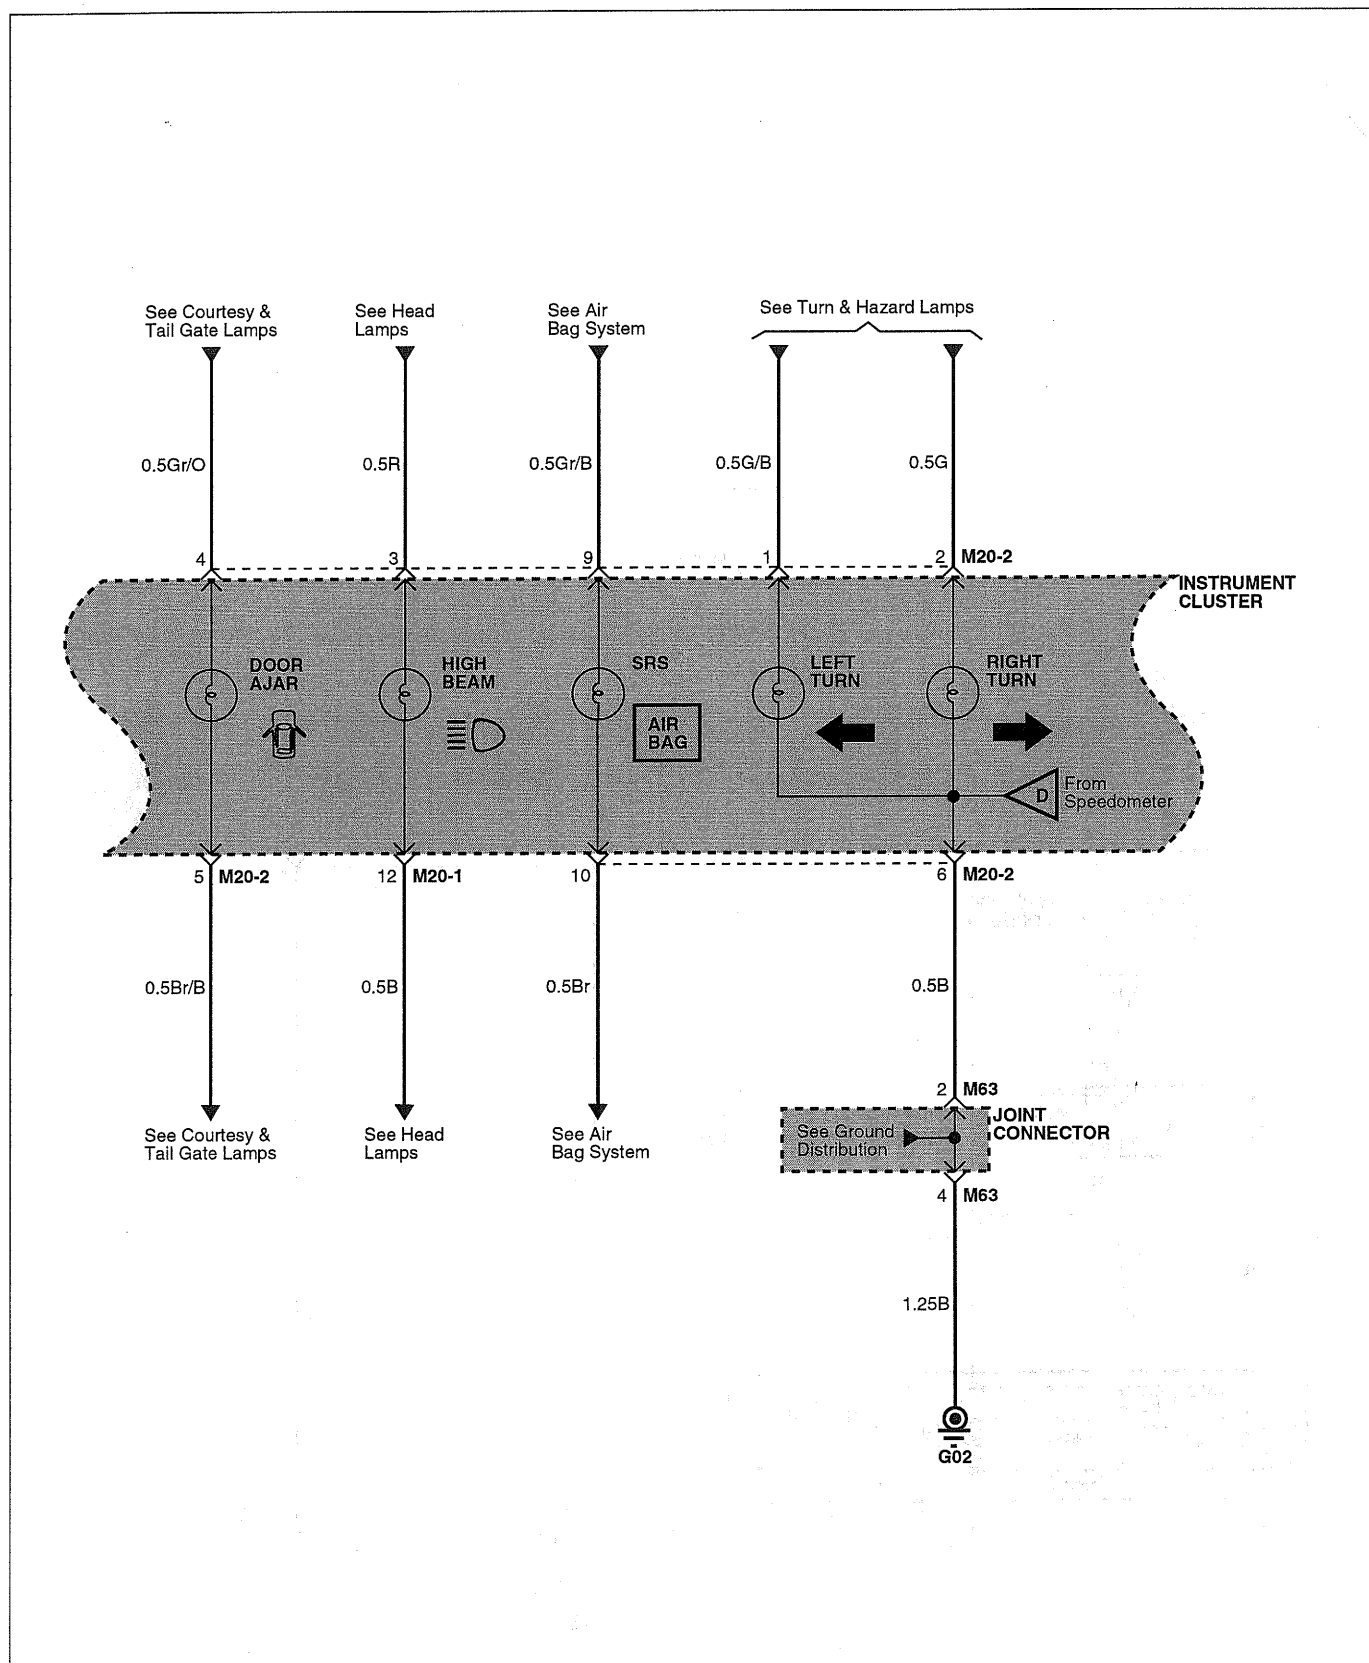 See Courtesy &
Tail Gate Lamps
See Head
Lamps
See Air
Bag System
See Turn & Hazard Lamps
0.5Gr/O
0.5R
0.5Gr/B
0.5G/B
0.5G
4
3
9
1
2
M20-2
INSTRUMENT
CLUSTER
DOOR
AJAR
HIGH
BEAM
SRS
AIR
BAG
LEFT
TURN
RIGHT
TURN
D
From
Speedometer
5
M20-2
12
M20-1
10
6
M20-2
0.5Br/B
0.5B
0.5Br
0.5B
2
M63
JOINT
CONNECTOR
See Ground
Distribution
See Courtesy &
Tail Gate Lamps
See Head
Lamps
See Air
Bag System
4
M63
1.25B
G02